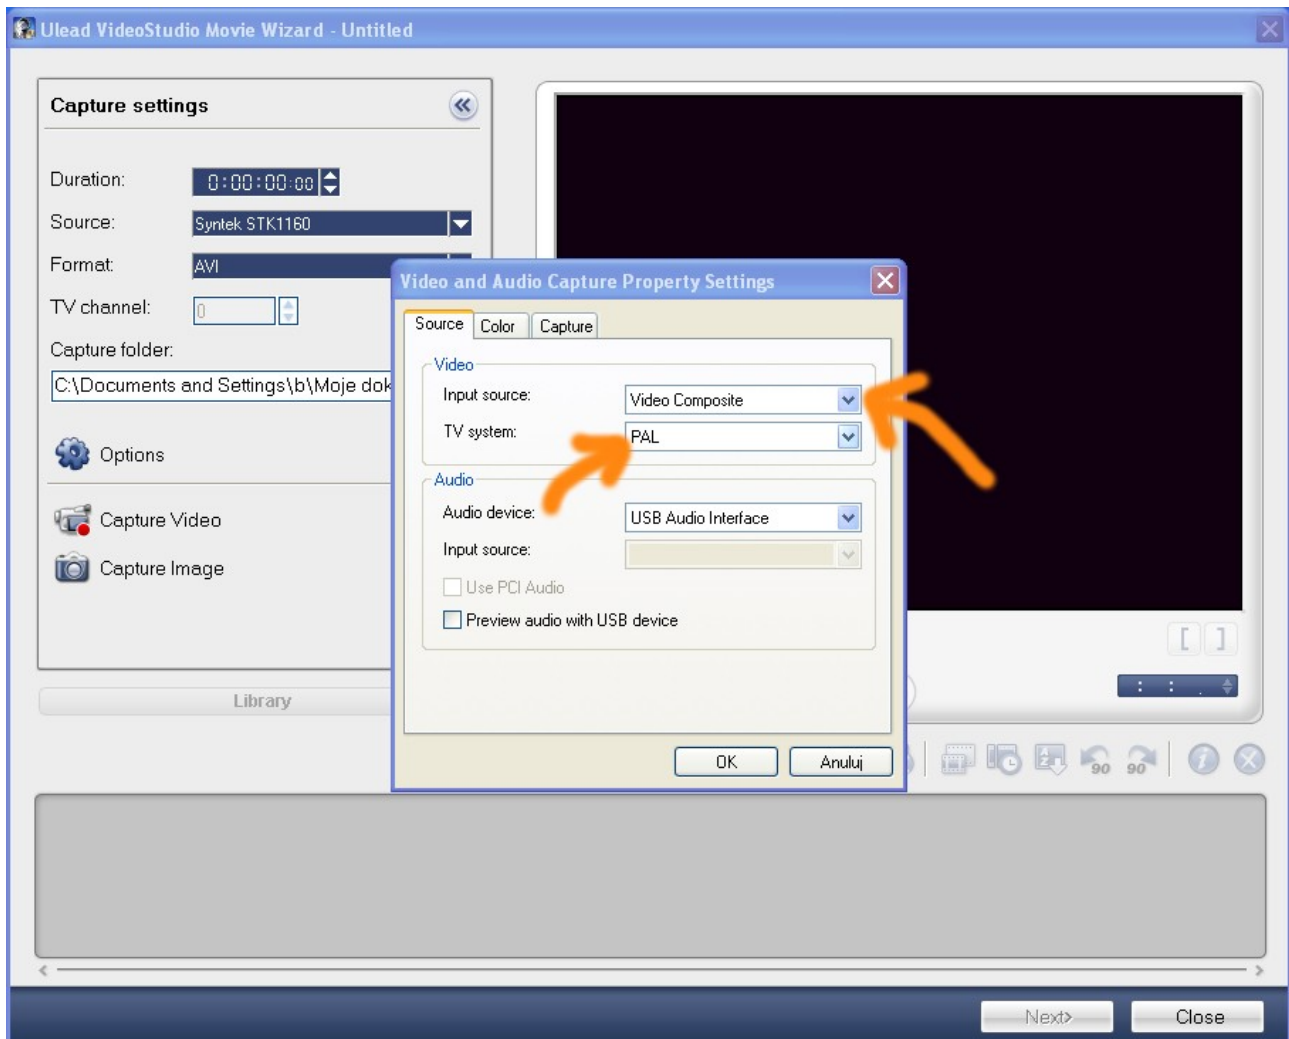 Ulead VideoStudio Movie Wizard - Untitled
Capture settings
Duration: 0:00:00:00
Source: Syntek STK1160
Format: AVI
TV channel: 0
Capture folder:
C:\Documents and Settings\b\Moje dok
Options
Capture Video
Capture Image
Library
Video and Audio Capture Property Settings
Source Color Capture
Video
Input source: Video Composite
TV system: PAL
Audio
Audio device: USB Audio Interface
Input source:
Use PCI Audio
Preview audio with USB device
OK Anuluj
[ ]
: : .
90 90
Next> Close